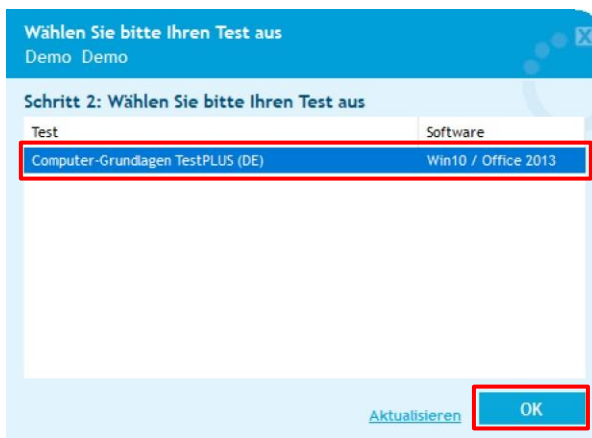 Wählen Sie bitte Ihren Test aus
Demo Demo
Schritt 2: Wählen Sie bitte Ihren Test aus
Test Software
Computer-Grundlagen TestPLUS (DE) Win10 / Office 2013
Aktualisieren OK